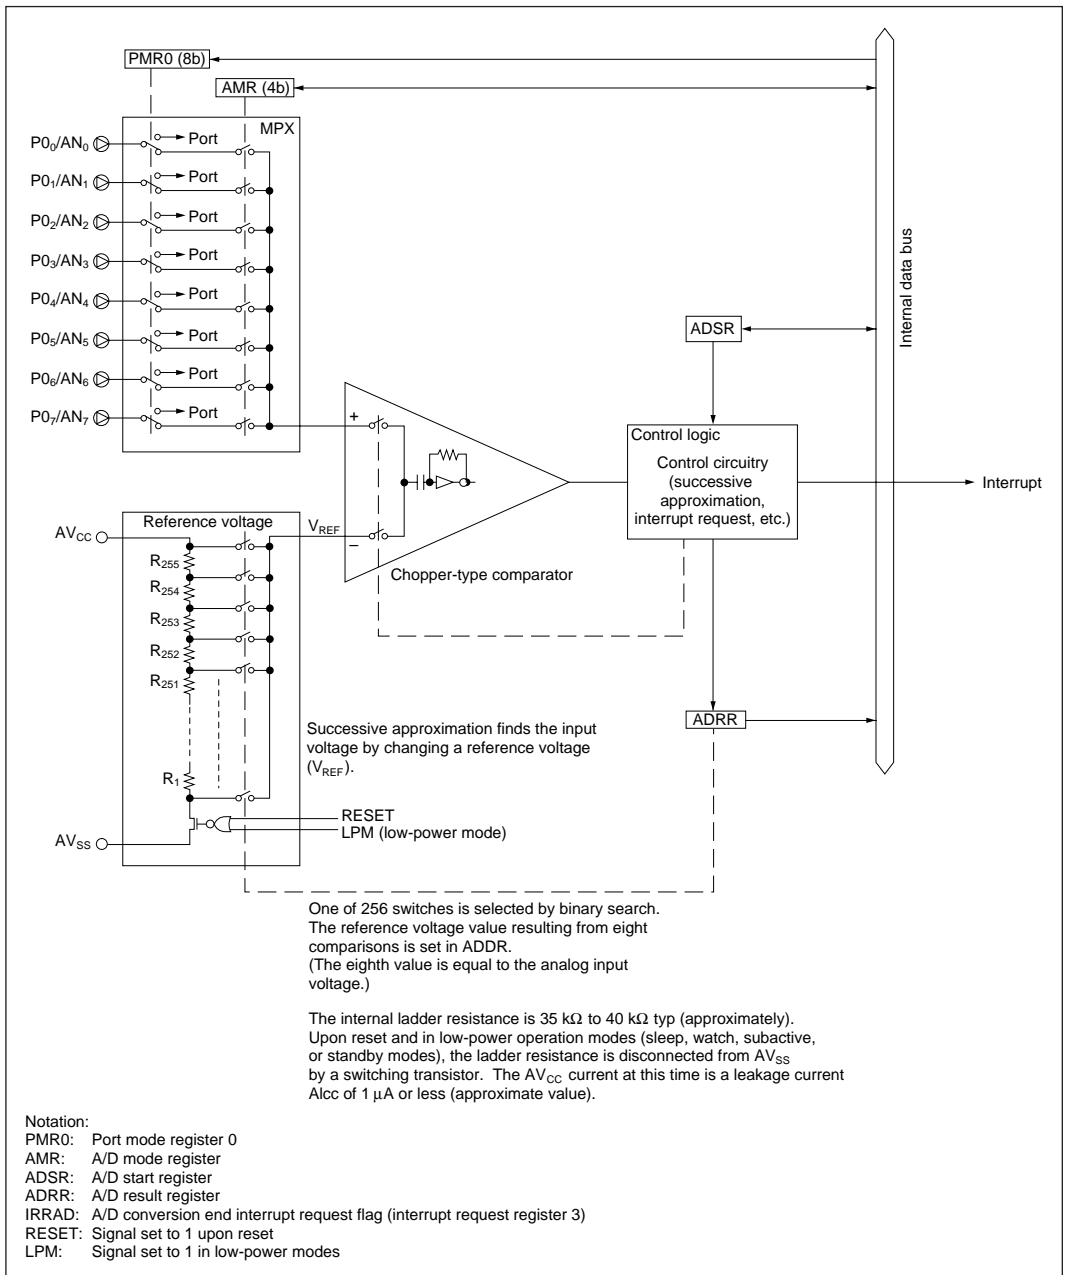 PMR0 (8b)
AMR (4b)
MPX
P0₀/AN₀ Port
P0₁/AN₁ Port
P0₂/AN₂ Port
P0₃/AN₃ Port
P0₄/AN₄ Port
P0₅/AN₅ Port
P0₆/AN₆ Port
P0₇/AN₇ Port
Internal data bus
ADSR
+
Control logic
Control circuitry
(successive
approximation,
interrupt request, etc.)
Interrupt
V_REF
–
Chopper-type comparator
Reference voltage
AV_CC
R₂₅₅
R₂₅₄
R₂₅₃
R₂₅₂
R₂₅₁
R₁
AV_SS
ADRR
Successive approximation finds the input
voltage by changing a reference voltage
(V_REF).
RESET
LPM (low-power mode)
One of 256 switches is selected by binary search.
The reference voltage value resulting from eight
comparisons is set in ADDR.
(The eighth value is equal to the analog input
voltage.)
The internal ladder resistance is 35 kΩ to 40 kΩ typ (approximately).
Upon reset and in low-power operation modes (sleep, watch, subactive,
or standby modes), the ladder resistance is disconnected from AV_SS
by a switching transistor. The AV_CC current at this time is a leakage current
AIcc of 1 μA or less (approximate value).
Notation:
PMR0: Port mode register 0
AMR: A/D mode register
ADSR: A/D start register
ADRR: A/D result register
IRRAD: A/D conversion end interrupt request flag (interrupt request register 3)
RESET: Signal set to 1 upon reset
LPM: Signal set to 1 in low-power modes